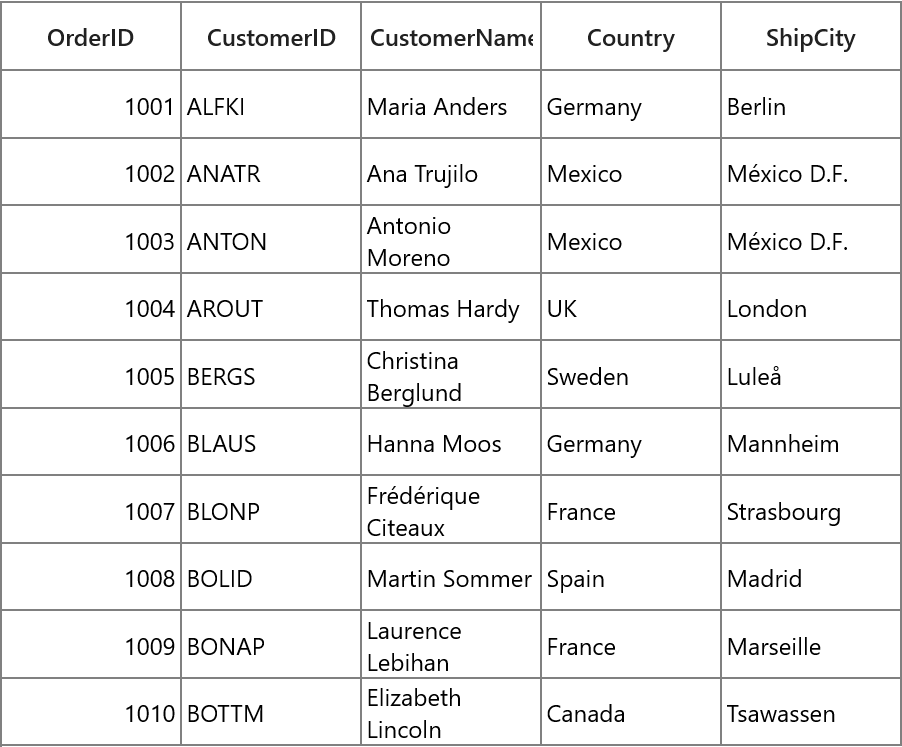 OrderID CustomerID CustomerName Country ShipCity
1001 ALFKI Maria Anders Germany Berlin
1002 ANATR Ana Trujilo Mexico México D.F.
1003 ANTON Antonio Moreno Mexico México D.F.
1004 AROUT Thomas Hardy UK London
1005 BERGS Christina Berglund Sweden Luleå
1006 BLAUS Hanna Moos Germany Mannheim
1007 BLONP Frédérique Citeaux France Strasbourg
1008 BOLID Martin Sommer Spain Madrid
1009 BONAP Laurence Lebihan France Marseille
1010 BOTTM Elizabeth Lincoln Canada Tsawassen